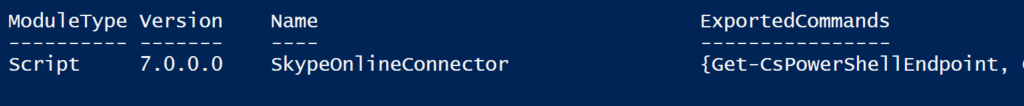 ModuleType Version Name ExportedCommands
---------- ------- ---- ----------------
Script 7.0.0.0 SkypeOnlineConnector {Get-CsPowerShellEndpoint,